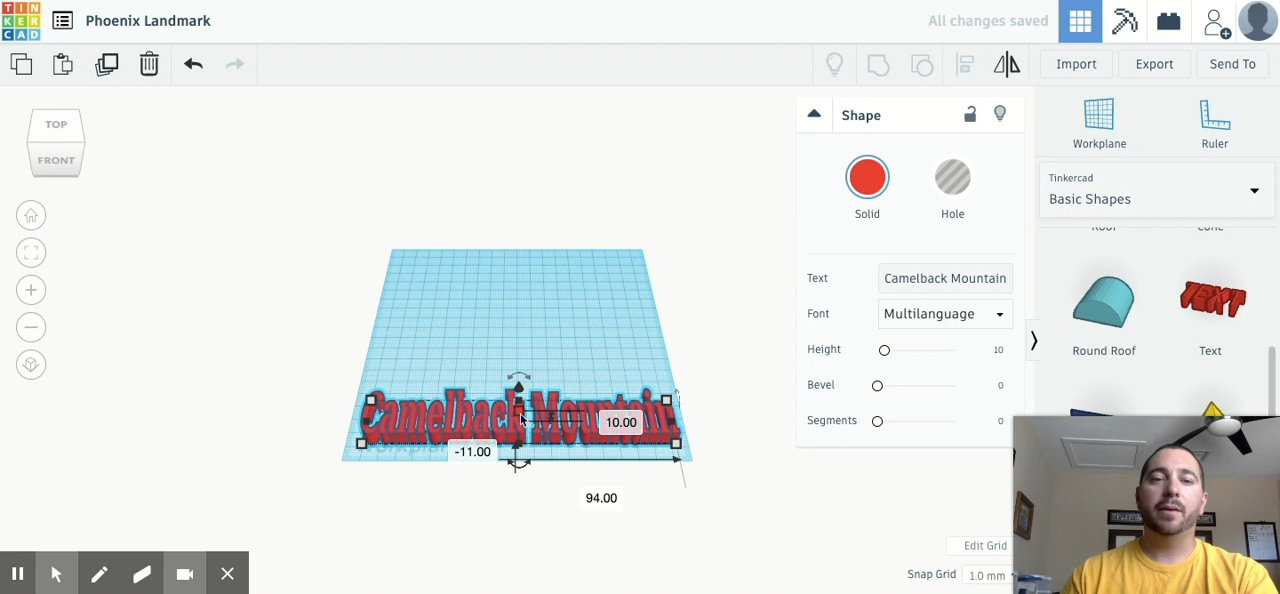 TIN
KER
CAD
Phoenix Landmark
All changes saved
Import
Export
Send To
TOP
FRONT
Shape
Solid
Hole
Text
Camelback Mountain
Font
Multilanguage
Height
10
Bevel
0
Segments
0
Workplane
Ruler
Tinkercad
Basic Shapes
Roof
Cone
Round Roof
TEXT
Text
Camelback Mountain
10.00
-11.00
94.00
Edit Grid
Snap Grid
1.0 mm